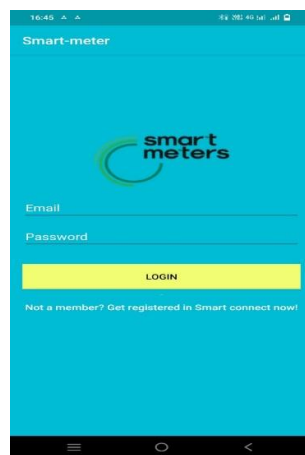 16:45
Smart-meter
smart
meters
Email
Password
LOGIN
Not a member? Get registered in Smart connect now!